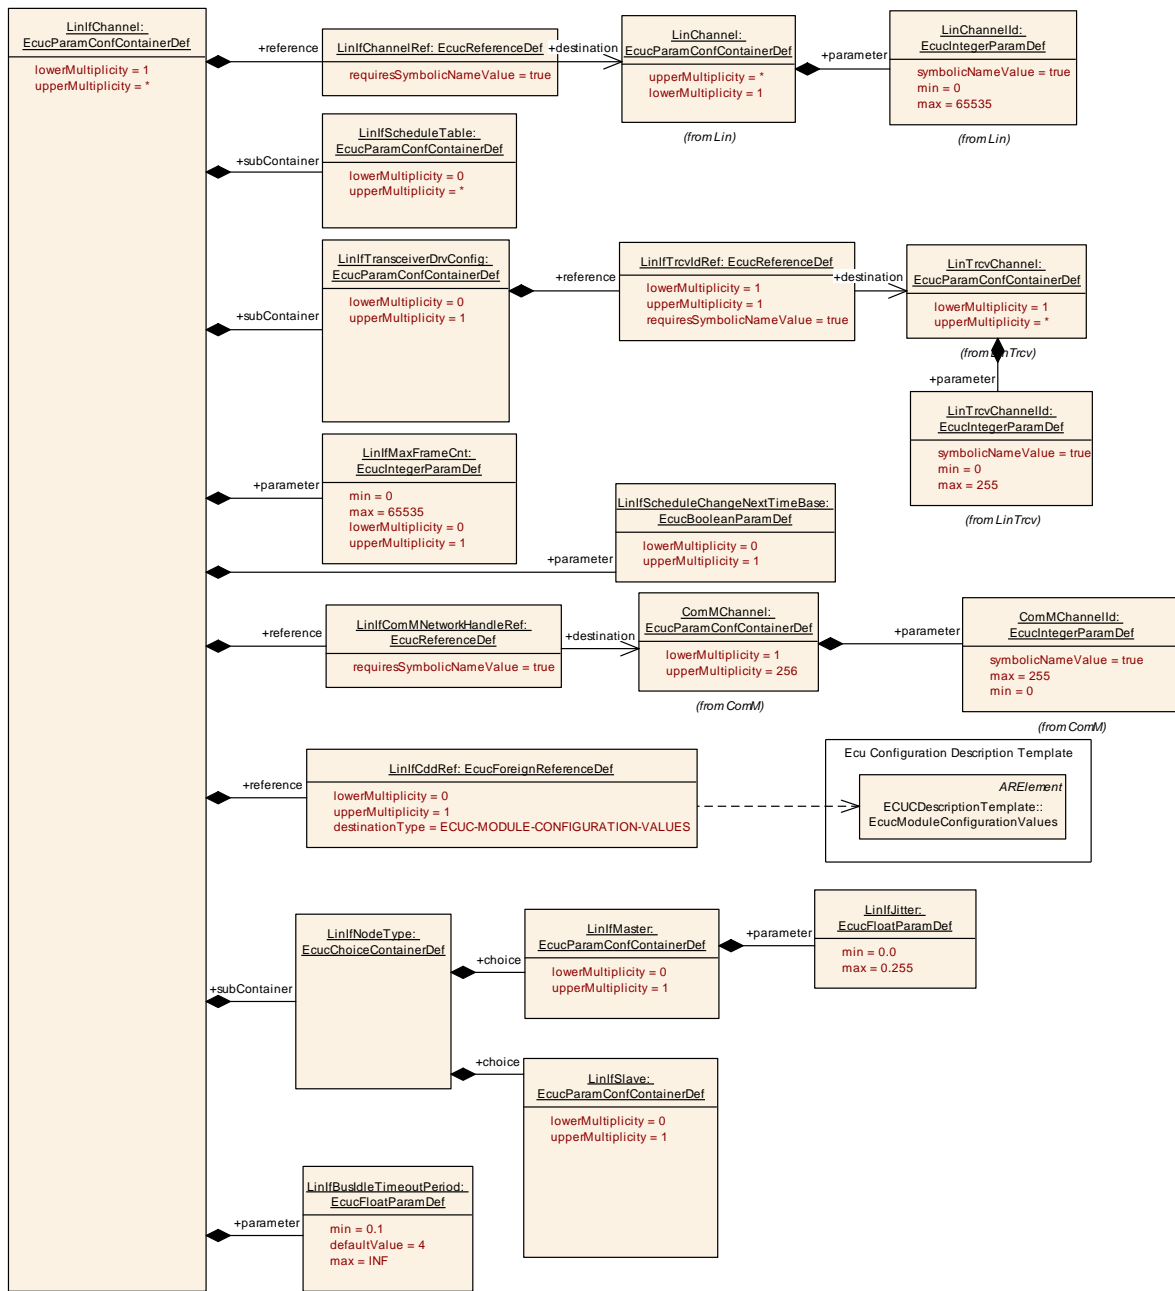 LinIfChannel:
EcucParamConfContainerDef
lowerMultiplicity = 1
upperMultiplicity = *
+reference
LinIfChannelRef: EcucReferenceDef
requiresSymbolicNameValue = true
+destination
LinChannel:
EcucParamConfContainerDef
upperMultiplicity = *
lowerMultiplicity = 1
(from Lin)
+parameter
LinChannelId:
EcucIntegerParamDef
symbolicNameValue = true
min = 0
max = 65535
(from Lin)
+subContainer
LinIfScheduleTable:
EcucParamConfContainerDef
lowerMultiplicity = 0
upperMultiplicity = *
+subContainer
LinIfTransceiverDrvConfig:
EcucParamConfContainerDef
lowerMultiplicity = 0
upperMultiplicity = 1
+reference
LinIfTrcvIdRef: EcucReferenceDef
lowerMultiplicity = 1
upperMultiplicity = 1
requiresSymbolicNameValue = true
+destination
LinTrcvChannel:
EcucParamConfContainerDef
lowerMultiplicity = 1
upperMultiplicity = *
(from LinTrcv)
+parameter
LinTrcvChannelId:
EcucIntegerParamDef
symbolicNameValue = true
min = 0
max = 255
(from LinTrcv)
+parameter
LinIfMaxFrameCnt:
EcucIntegerParamDef
min = 0
max = 65535
lowerMultiplicity = 0
upperMultiplicity = 1
+parameter
LinIfScheduleChangeNextTimeBase:
EcucBooleanParamDef
lowerMultiplicity = 0
upperMultiplicity = 1
+reference
LinIfComMNetworkHandleRef:
EcucReferenceDef
requiresSymbolicNameValue = true
+destination
ComMChannel:
EcucParamConfContainerDef
lowerMultiplicity = 1
upperMultiplicity = 256
(from ComM)
+parameter
ComMChannelId:
EcucIntegerParamDef
symbolicNameValue = true
max = 255
min = 0
(from ComM)
+reference
LinIfCddRef: EcucForeignReferenceDef
lowerMultiplicity = 0
upperMultiplicity = 1
destinationType = ECUC-MODULE-CONFIGURATION-VALUES
Ecu Configuration Description Template
ARElement
ECUCDescriptionTemplate::
EcucModuleConfigurationValues
+subContainer
LinIfNodeType:
EcucChoiceContainerDef
+choice
LinIfMaster:
EcucParamConfContainerDef
lowerMultiplicity = 0
upperMultiplicity = 1
+parameter
LinIfJitter:
EcucFloatParamDef
min = 0.0
max = 0.255
+choice
LinIfSlave:
EcucParamConfContainerDef
lowerMultiplicity = 0
upperMultiplicity = 1
+parameter
LinIfBusIdleTimeoutPeriod:
EcucFloatParamDef
min = 0.1
defaultValue = 4
max = INF